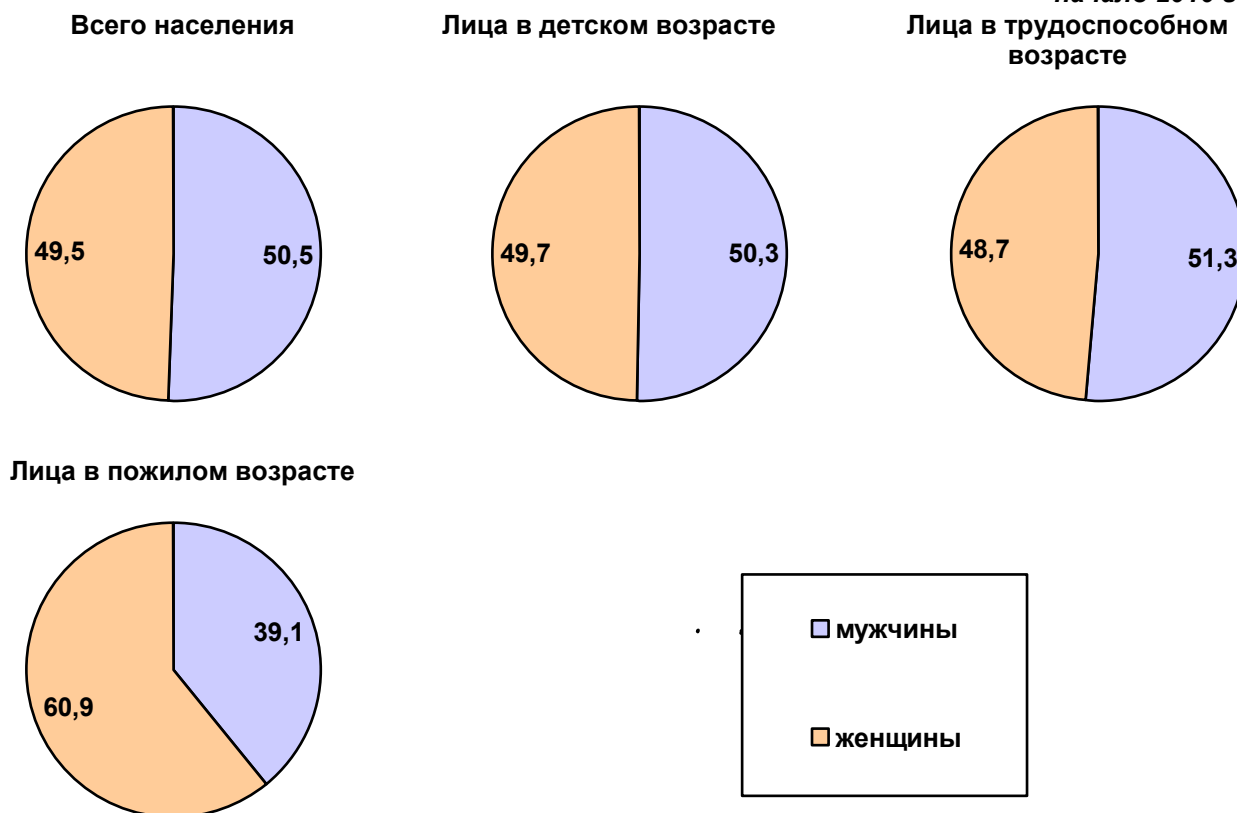 Всего населения
Лица в детском возрасте
Лица в трудоспособном
возрасте
49,5
50,5
49,7
50,3
48,7
51,3
Лица в пожилом возрасте
39,1
60,9
мужчины
женщины